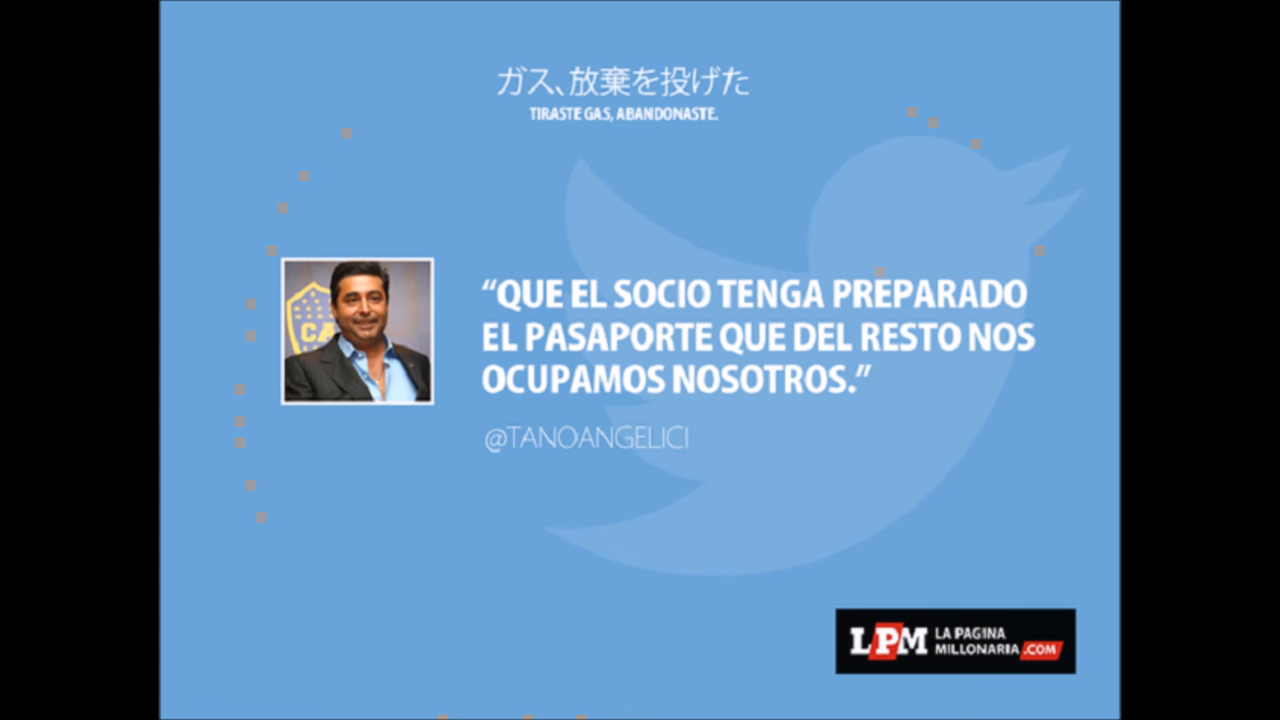 ガス、放棄を投げた
TIRASTE GAS, ABANDONASTE.
“QUE EL SOCIO TENGA PREPARADO
EL PASAPORTE QUE DEL RESTO NOS
OCUPAMOS NOSOTROS.”
@TANOANGELICI
CA
LPM LA PAGINA
MILLONARIA.COM